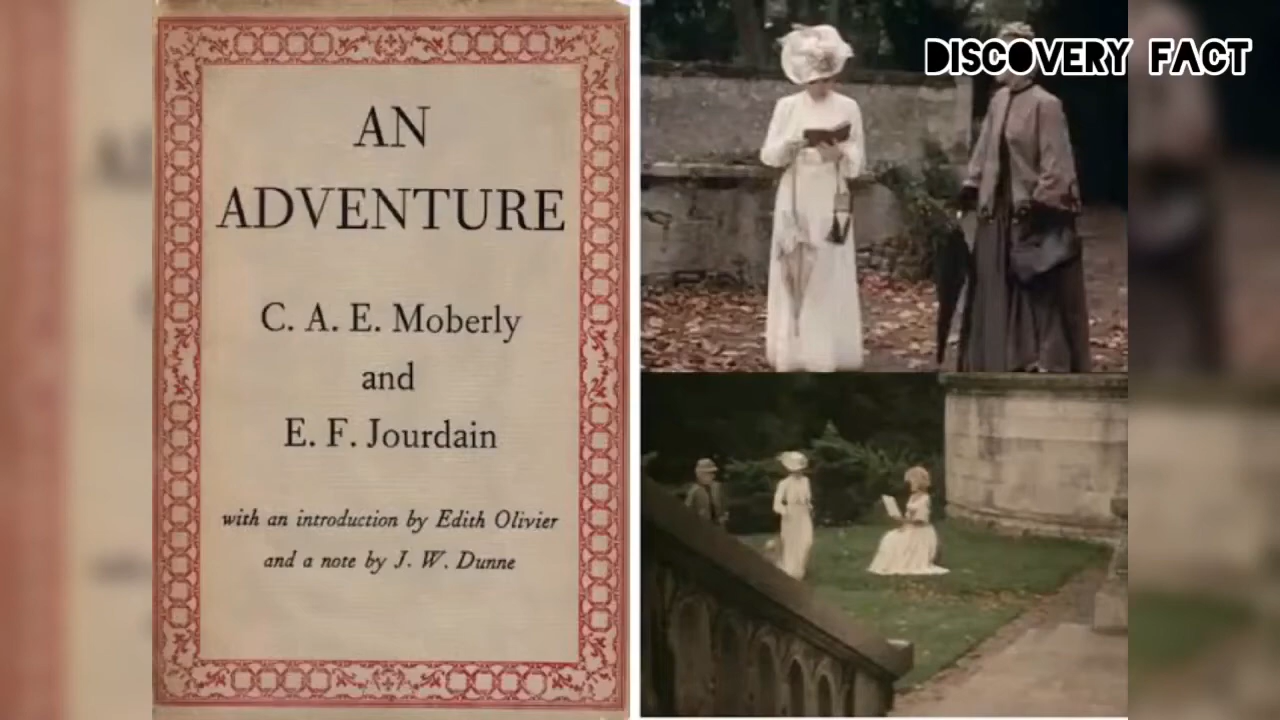 AN
ADVENTURE
C. A. E. Moberly
and
E. F. Jourdain
with an introduction by Edith Olivier
and a note by J. W. Dunne
DISCOVERY FACT